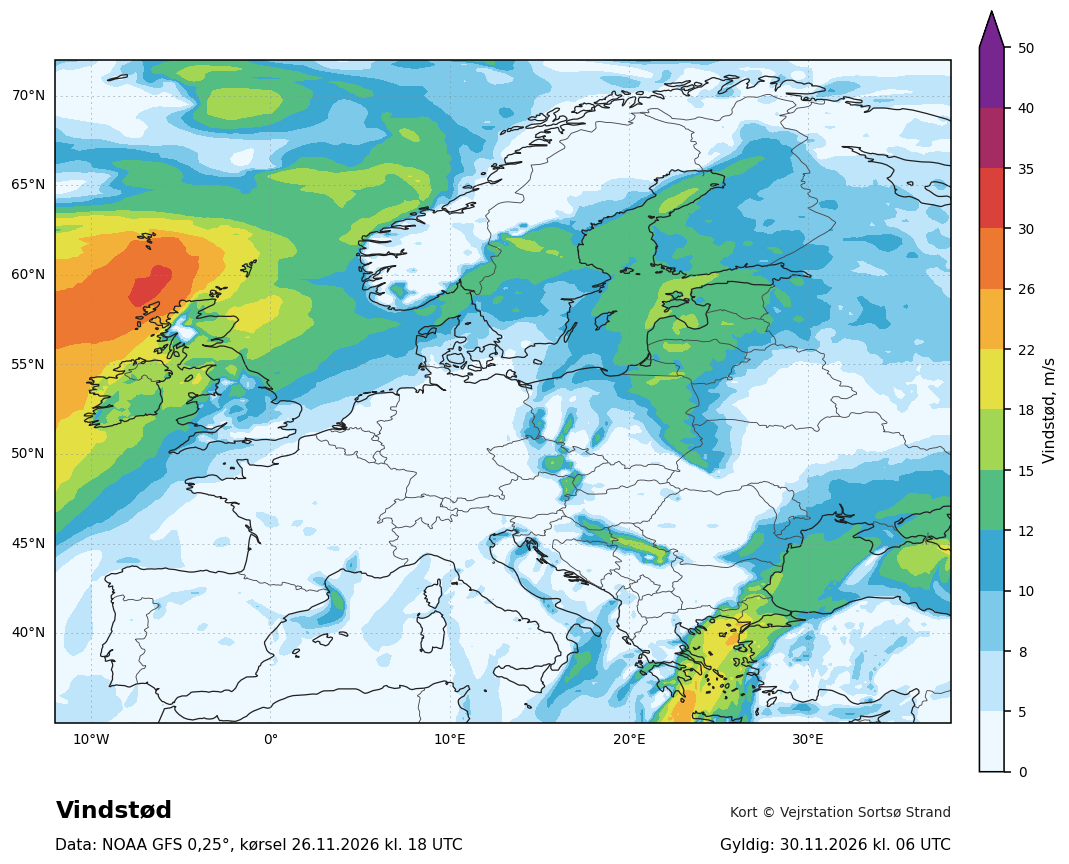 50
40
35
30
26
22
18
15
12
10
8
5
0
Vindstød, m/s
70°N
65°N
60°N
55°N
50°N
45°N
40°N
10°W
0°
10°E
20°E
30°E
Vindstød
Kort © Vejrstation Sortsø Strand
Data: NOAA GFS 0,25°, kørsel 26.11.2026 kl. 18 UTC
Gyldig: 30.11.2026 kl. 06 UTC